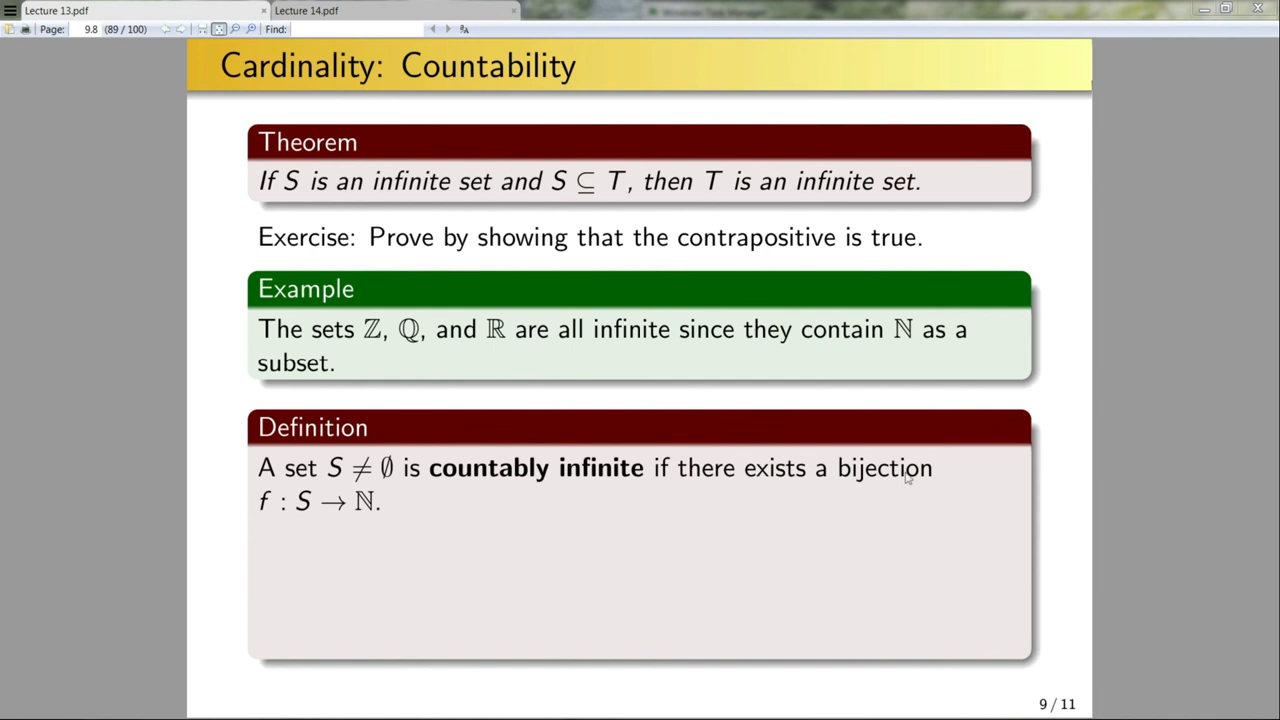 Lecture 13.pdf
Lecture 14.pdf
Page: 9.8 (89 / 100) Find:
Cardinality: Countability
Theorem
If S is an infinite set and S ⊆ T, then T is an infinite set.
Exercise: Prove by showing that the contrapositive is true.
Example
The sets ℤ, ℚ, and ℝ are all infinite since they contain ℕ as a
subset.
Definition
A set S ≠ ∅ is countably infinite if there exists a bijection
f : S → ℕ.
9 / 11